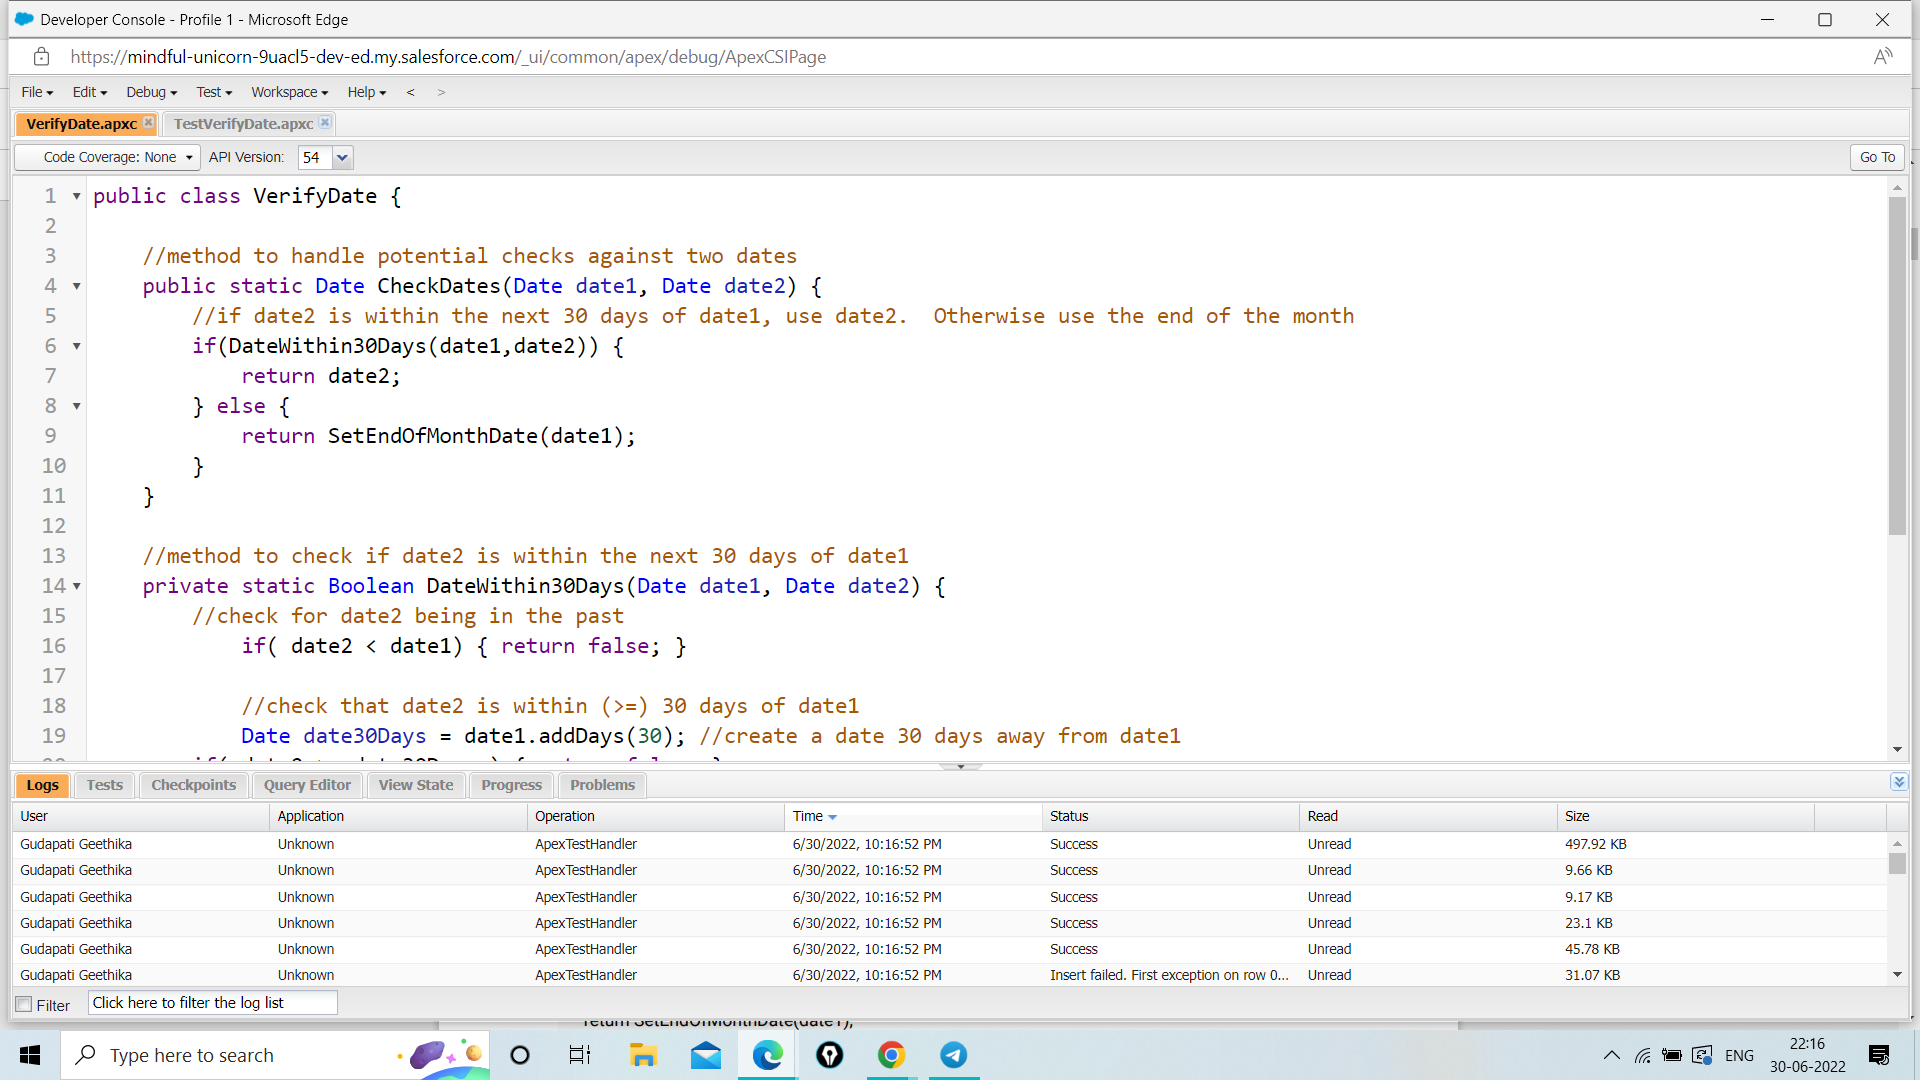 Developer Console - Profile 1 - Microsoft Edge
https://mindful-unicorn-9uacl5-dev-ed.my.salesforce.com/_ui/common/apex/debug/ApexCSIPage
File Edit Debug Test Workspace Help < >
VerifyDate.apxc TestVerifyDate.apxc
Code Coverage: None API Version: 54 Go To
1 public class VerifyDate {
2
3 //method to handle potential checks against two dates
4 public static Date CheckDates(Date date1, Date date2) {
5 //if date2 is within the next 30 days of date1, use date2.  Otherwise use the end of the month
6 if(DateWithin30Days(date1,date2)) {
7 return date2;
8 } else {
9 return SetEndOfMonthDate(date1);
10 }
11 }
12
13 //method to check if date2 is within the next 30 days of date1
14 private static Boolean DateWithin30Days(Date date1, Date date2) {
15 //check for date2 being in the past
16 if( date2 < date1) { return false; }
17
18 //check that date2 is within (>=) 30 days of date1
19 Date date30Days = date1.addDays(30); //create a date 30 days away from date1
Logs Tests Checkpoints Query Editor View State Progress Problems
User Application Operation Time Status Read Size
Gudapati Geethika Unknown ApexTestHandler 6/30/2022, 10:16:52 PM Success Unread 497.92 KB
Gudapati Geethika Unknown ApexTestHandler 6/30/2022, 10:16:52 PM Success Unread 9.66 KB
Gudapati Geethika Unknown ApexTestHandler 6/30/2022, 10:16:52 PM Success Unread 9.17 KB
Gudapati Geethika Unknown ApexTestHandler 6/30/2022, 10:16:52 PM Success Unread 23.1 KB
Gudapati Geethika Unknown ApexTestHandler 6/30/2022, 10:16:52 PM Success Unread 45.78 KB
Gudapati Geethika Unknown ApexTestHandler 6/30/2022, 10:16:52 PM Insert failed. First exception on row 0... Unread 31.07 KB
Filter Click here to filter the log list
return SetEndOfMonthDate(date1);
Type here to search
ENG
22:16
30-06-2022